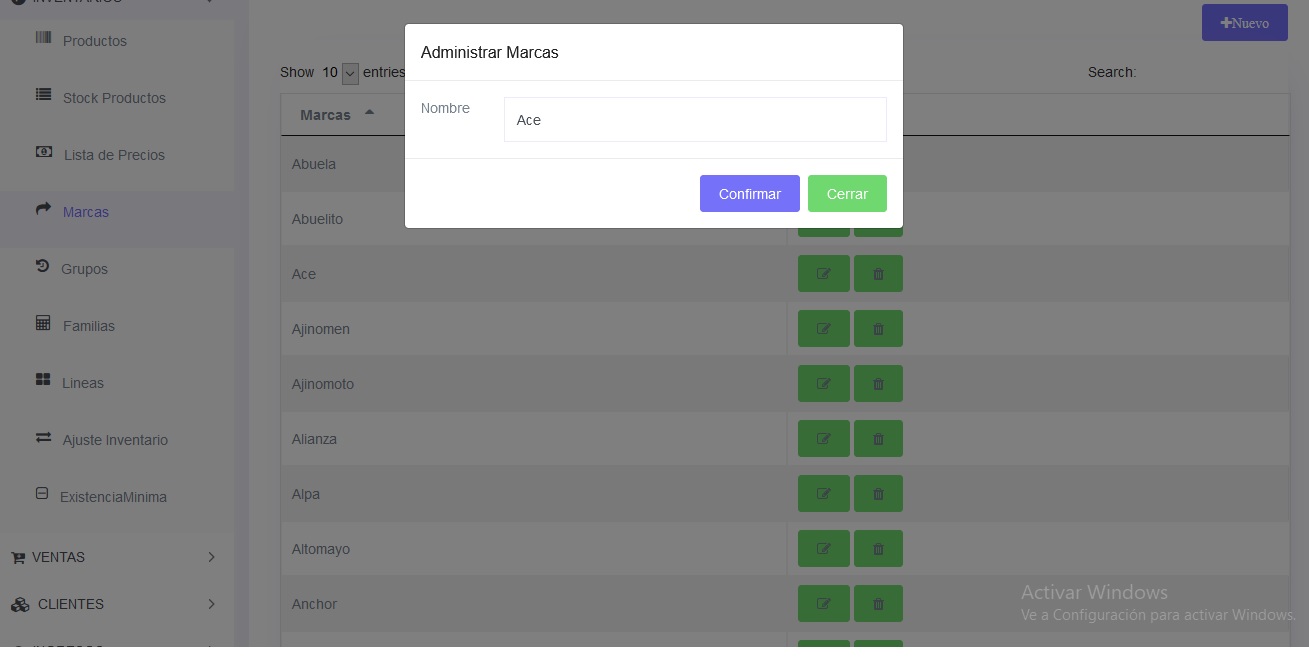 INVENTARIOS
Productos
Stock Productos
Lista de Precios
Marcas
Grupos
Familias
Lineas
Ajuste inventario
ExistenciaMinima
VENTAS
CLIENTES
INGRESOS
Nuevo
Show 10 entries
Search:
Marcas
Abuela
Abuelito
Ace
Ajinomen
Ajinomoto
Alianza
Alpa
Altomayo
Anchor
Administrar Marcas
Nombre
Ace
Confirmar
Cerrar
Activar Windows
Ve a Configuración para activar Windows.